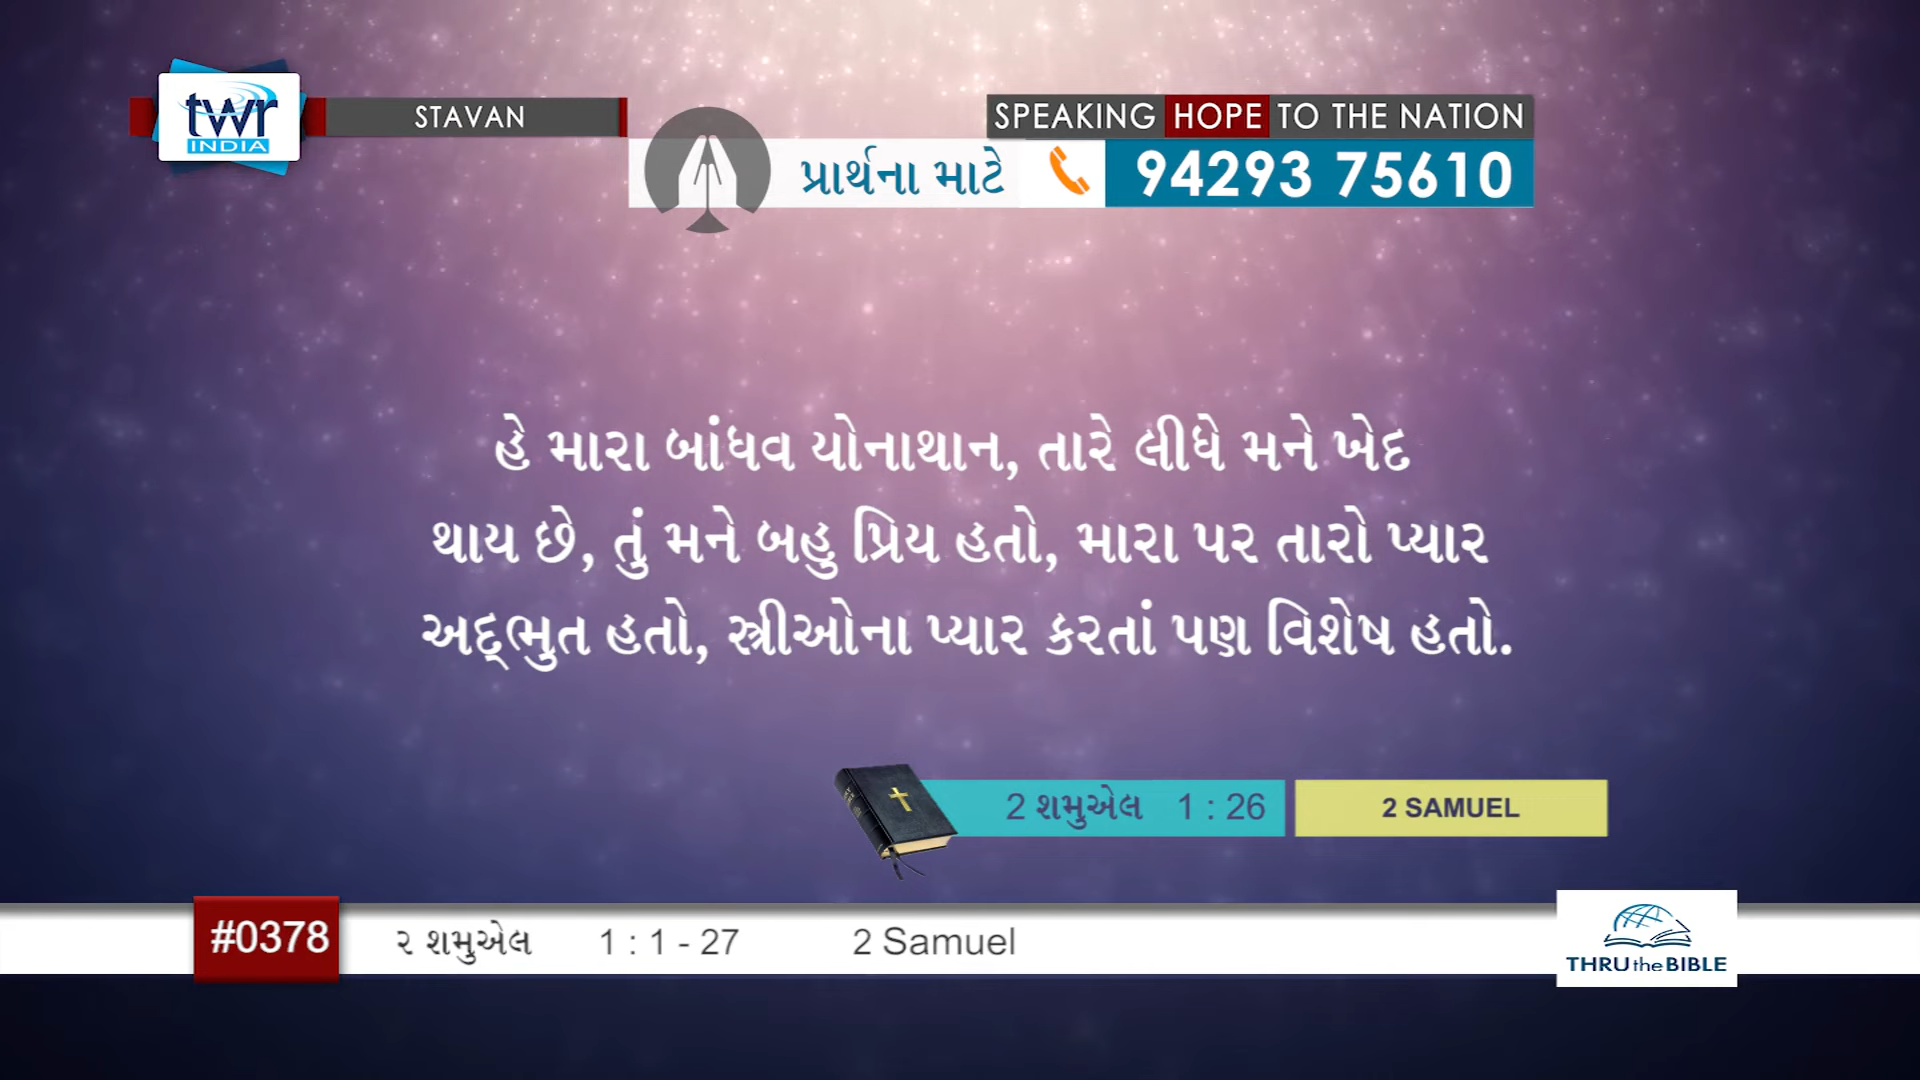 twr
INDIA
STAVAN
SPEAKING HOPE TO THE NATION
પ્રાર્થના માટે 94293 75610
હે મારા બાંધવ યોનાથાન, તારે લીધે મને ખેદ
થાય છે, તું મને બહુ પ્રિય હતો, મારા પર તારો પ્યાર
અદ્ભુત હતો, સ્ત્રીઓના પ્યાર કરતાં પણ વિશેષ હતો.
2 શમુએલ 1 : 26 2 SAMUEL
#0378 ૨ શમુએલ 1 : 1 - 27 2 Samuel
THRU the BIBLE